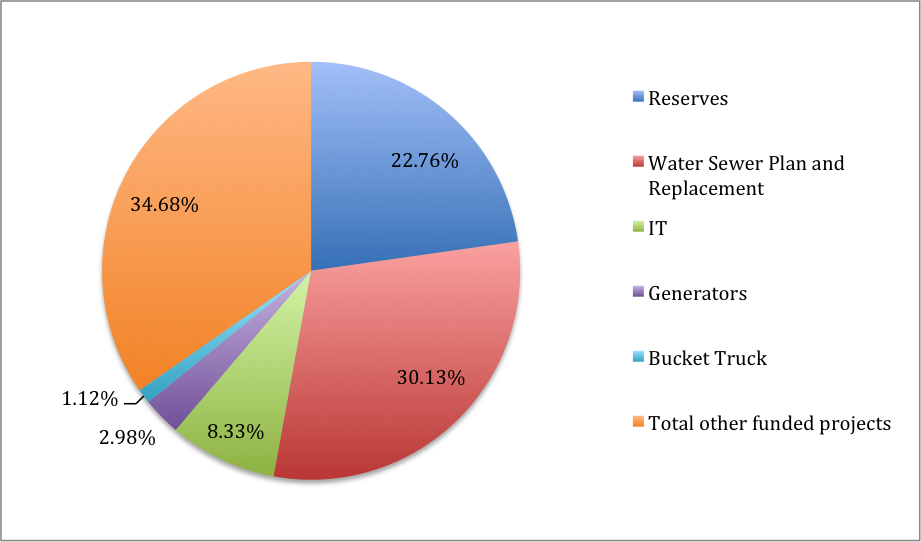 22.76%
34.68%
30.13%
1.12%
8.33%
2.98%
Reserves
Water Sewer Plan and
Replacement
IT
Generators
Bucket Truck
Total other funded projects